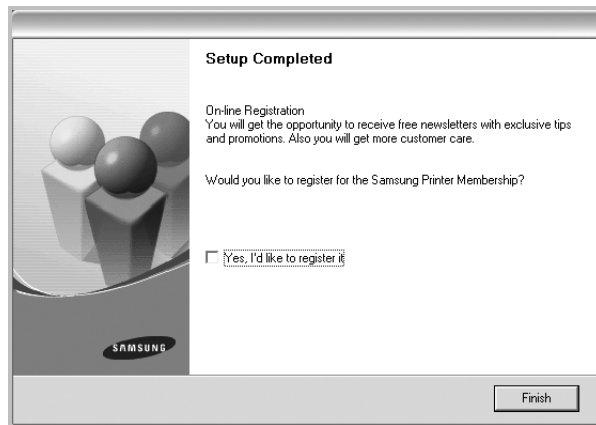 Setup Completed
On-line Registration
You will get the opportunity to receive free newsletters with exclusive tips
and promotions. Also you will get more customer care.
Would you like to register for the Samsung Printer Membership?
Yes, I'd like to register it
SAMSUNG
Finish